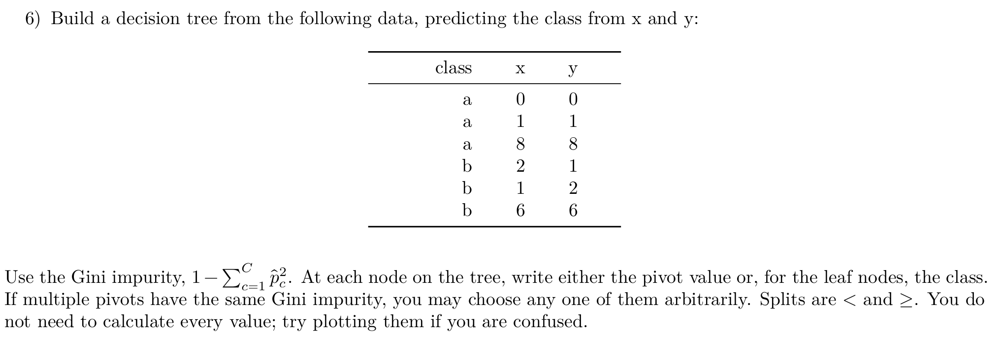 6) Build a decision tree from the following data, predicting the class from x and y:
class x y
a 0 0
a 1 1
a 8 8
b 2 1
b 1 2
b 6 6
Use the Gini impurity, $1 - \sum_{c=1}^{C} \hat{p}_c^2$. At each node on the tree, write either the pivot value or, for the leaf nodes, the class.
If multiple pivots have the same Gini impurity, you may choose any one of them arbitrarily. Splits are < and ≥. You do
not need to calculate every value; try plotting them if you are confused.